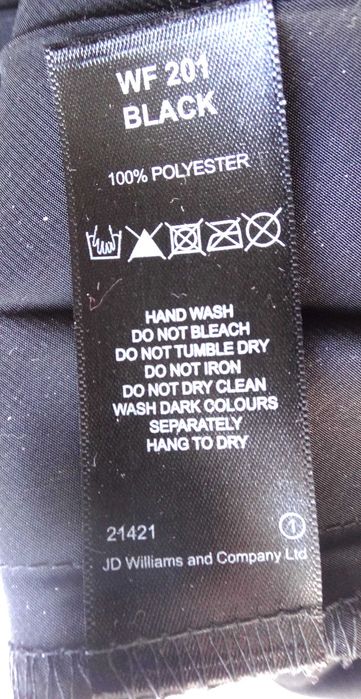 WF 201
BLACK
100% POLYESTER
HAND WASH
DO NOT BLEACH
DO NOT TUMBLE DRY
DO NOT IRON
DO NOT DRY CLEAN
WASH DARK COLOURS
SEPARATELY
HANG TO DRY
21421
1
JD Williams and Company Ltd